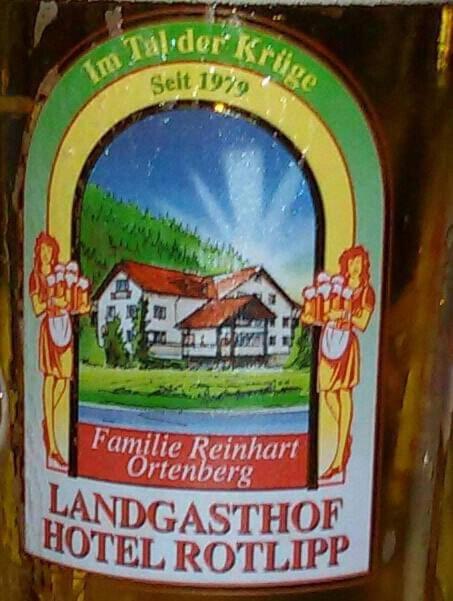 Im Tal der Krüge
Seit 1979
Familie Reinhart
Ortenberg
LANDGASTHOF
HOTEL ROTLIPP